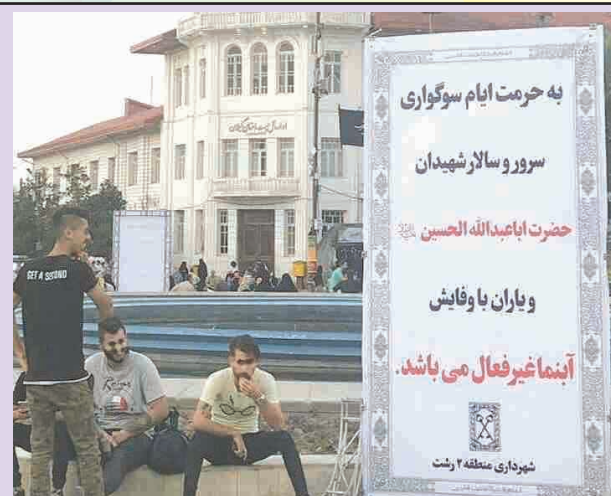 به حرمت ایام سوگواری
سرور و سالار شهیدان
حضرت اباعبدالله الحسین
و یاران با وفایش
آبنما غیرفعال می باشد.
شهرداری منطقه ۲ رشت
GET A SECOND